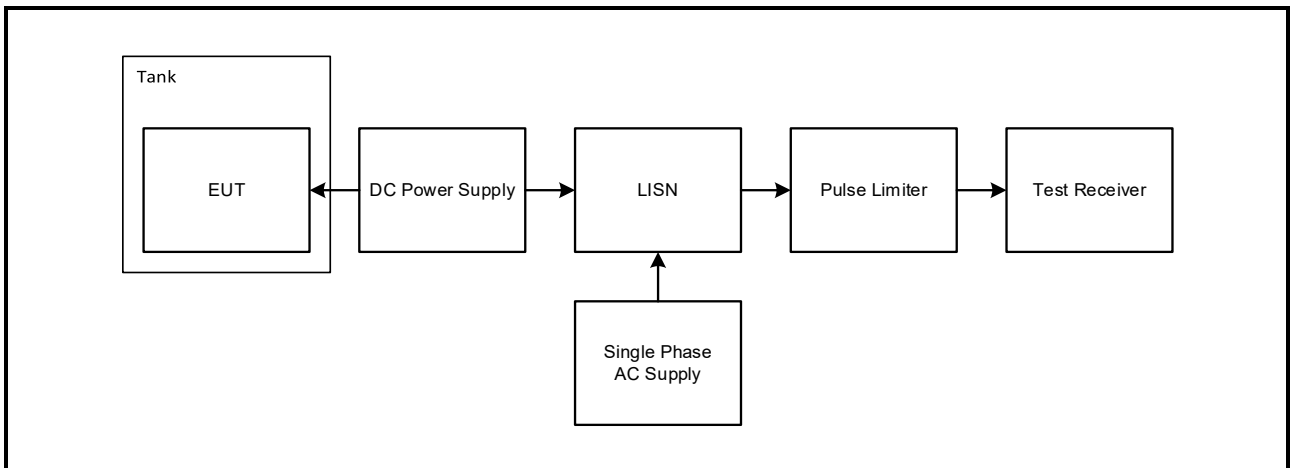 Tank
EUT
DC Power Supply
LISN
Pulse Limiter
Test Receiver
Single Phase
AC Supply